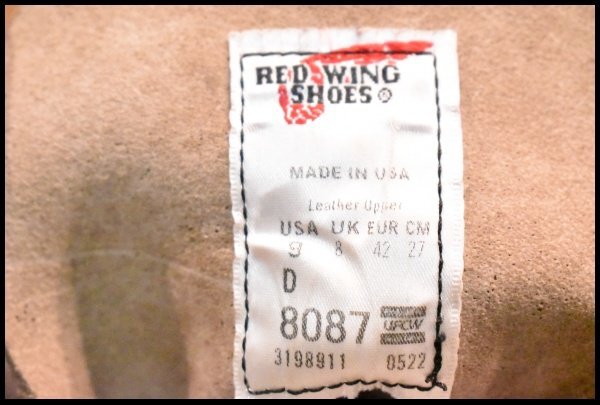 RED WING
SHOES ®
MADE IN USA
Leather Upper
USA UK EUR CM
9 8 42 27
D
8087 UFCW
3198911 0522